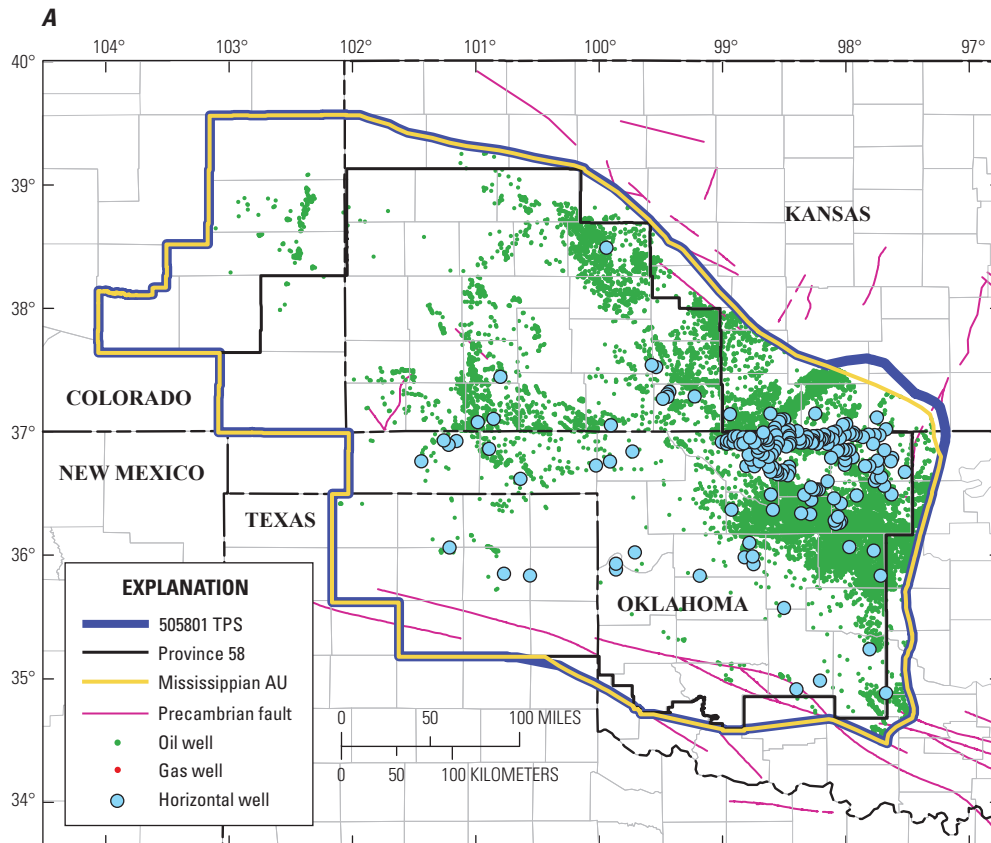 A
104° 103° 102° 101° 100° 99° 98° 97°
40°
39°
38°
37°
36°
35°
34°
KANSAS
COLORADO
NEW MEXICO
TEXAS
OKLAHOMA
EXPLANATION
505801 TPS
Province 58
Mississippian AU
Precambrian fault
Oil well
Gas well
Horizontal well
0 50 100 MILES
0 50 100 KILOMETERS